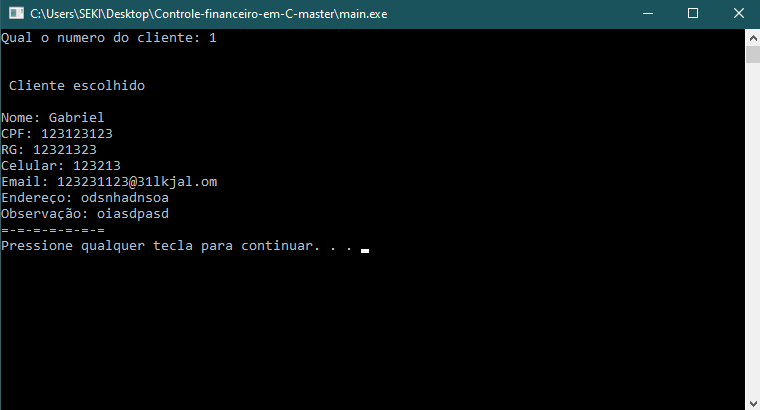 C:\Users\SEKI\Desktop\Controle-financeiro-em-C-master\main.exe
Qual o numero do cliente: 1
Cliente escolhido
Nome: Gabriel
CPF: 123123123
RG: 12321323
Celular: 123213
Email: 123231123@31lkjal.om
Endereço: odsnhadnsoa
Observação: oiasdpasd
=-=-=-=-=-=-=
Pressione qualquer tecla para continuar. . .